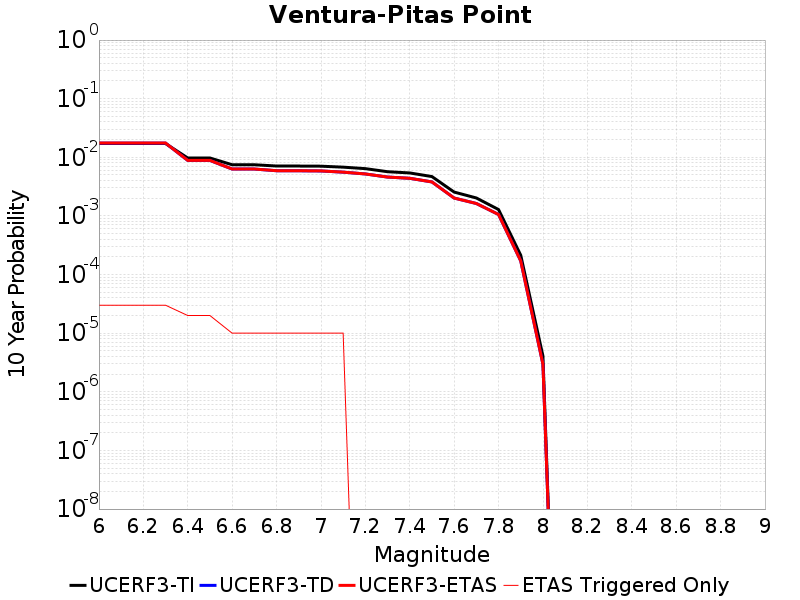 Ventura-Pitas Point
10 Year Probability
10^0
10^-1
10^-2
10^-3
10^-4
10^-5
10^-6
10^-7
10^-8
6 6.2 6.4 6.6 6.8 7 7.2 7.4 7.6 7.8 8 8.2 8.4 8.6 8.8 9
Magnitude
UCERF3-TI UCERF3-TD UCERF3-ETAS ETAS Triggered Only